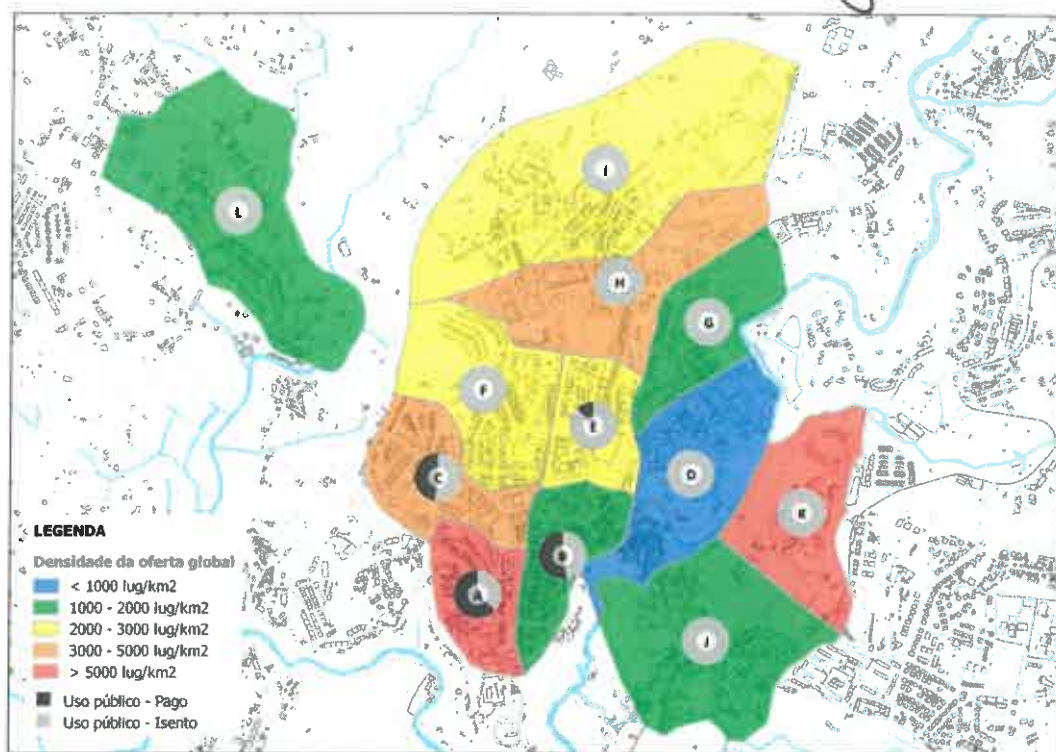 N
I
L
H
G
F
E
C
D
K
B
A
J
LEGENDA
Densidade da oferta global
< 1000 lug/km2
1000 - 2000 lug/km2
2000 - 3000 lug/km2
3000 - 5000 lug/km2
> 5000 lug/km2
Uso público - Pago
Uso público - Isento